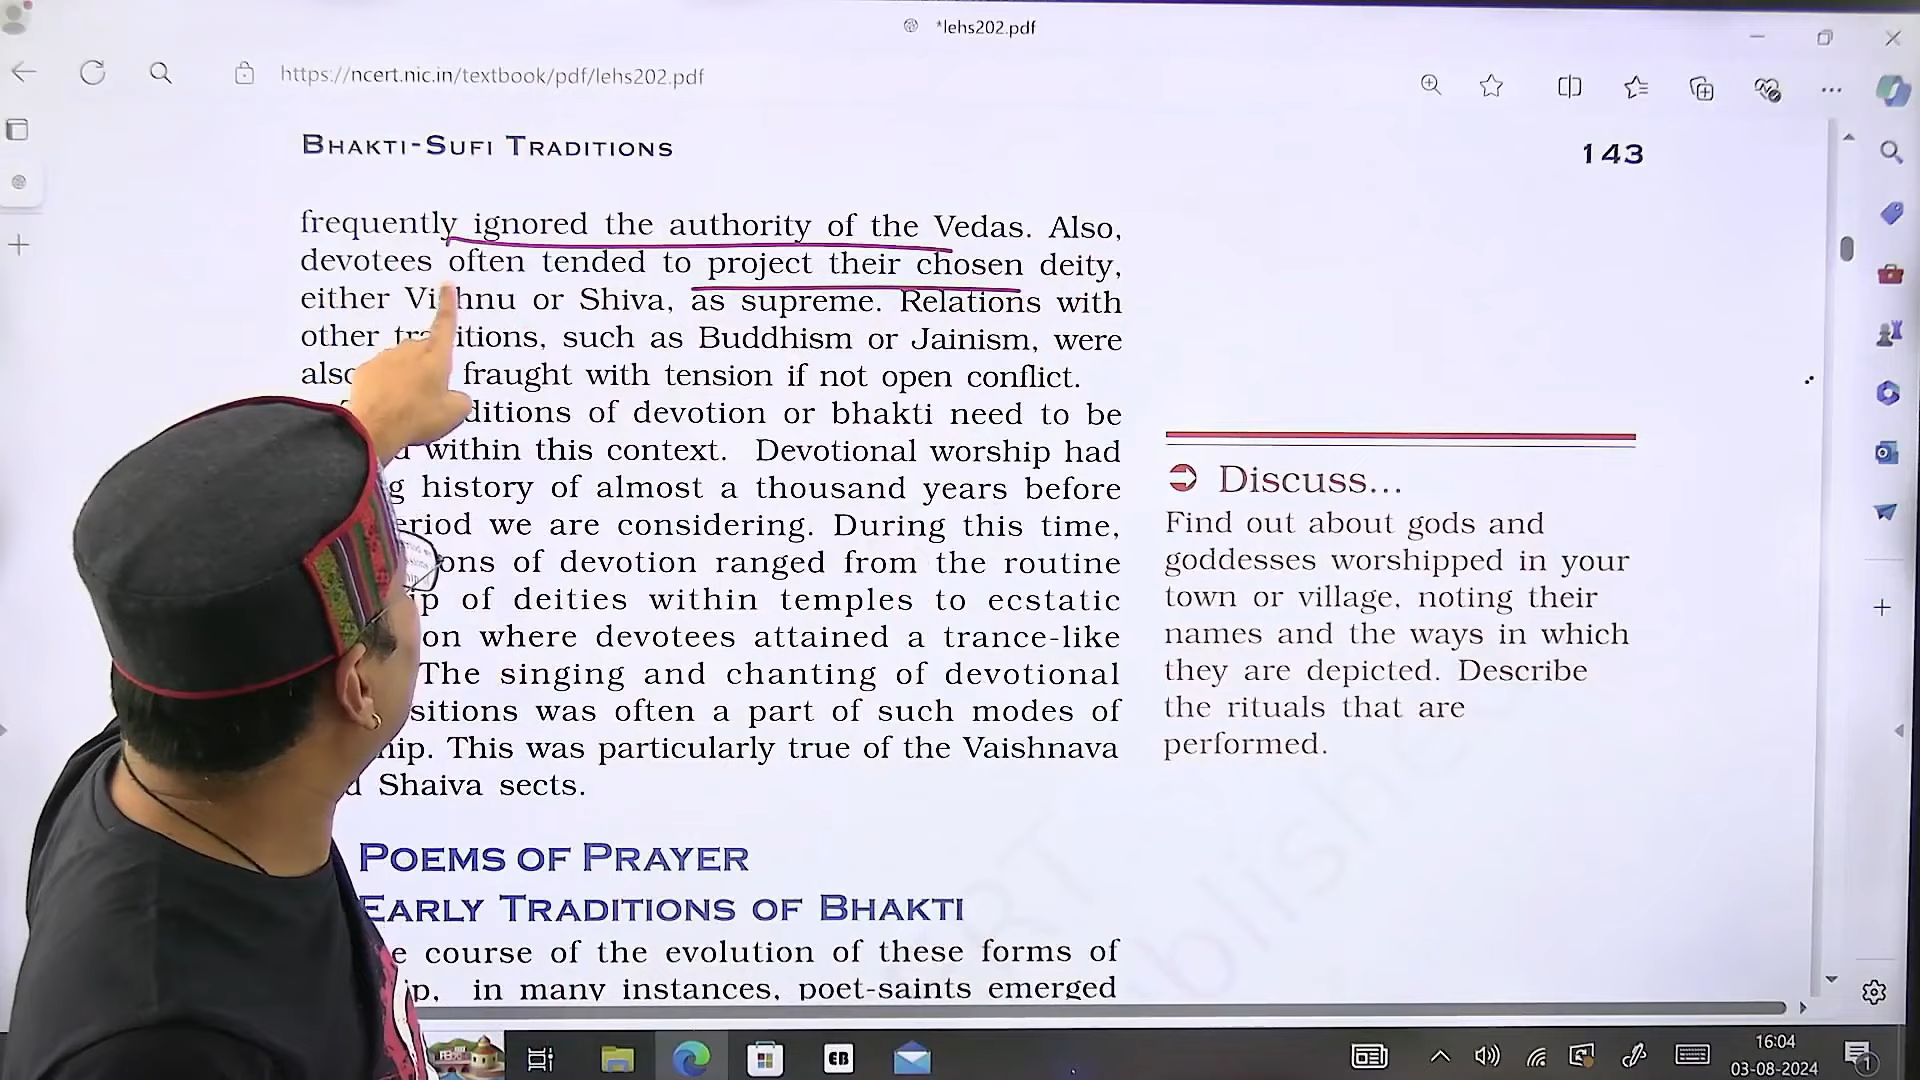 *lehs202.pdf
https://ncert.nic.in/textbook/pdf/lehs202.pdf
BHAKTI-SUFI TRADITIONS
143
frequently ignored the authority of the Vedas. Also,
devotees often tended to project their chosen deity,
either Vishnu or Shiva, as supreme. Relations with
other traditions, such as Buddhism or Jainism, were
also fraught with tension if not open conflict.
ditions of devotion or bhakti need to be
within this context. Devotional worship had
g history of almost a thousand years before
eriod we are considering. During this time,
ons of devotion ranged from the routine
ip of deities within temples to ecstatic
on where devotees attained a trance-like
The singing and chanting of devotional
sitions was often a part of such modes of
hip. This was particularly true of the Vaishnava
d Shaiva sects.
Discuss...
Find out about gods and
goddesses worshipped in your
town or village, noting their
names and the ways in which
they are depicted. Describe
the rituals that are
performed.
POEMS OF PRAYER
EARLY TRADITIONS OF BHAKTI
e course of the evolution of these forms of
ip, in many instances, poet-saints emerged
EB
16:04
03-08-2024
1